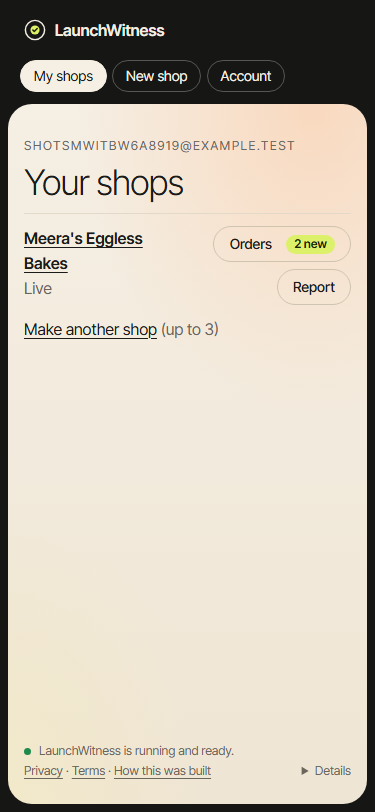 LaunchWitness
My shops New shop Account
SHOTSMWITBW6A8919@EXAMPLE.TEST
Your shops
Meera's Eggless
Bakes
Live
Orders 2 new
Report
Make another shop (up to 3)
LaunchWitness is running and ready.
Privacy · Terms · How this was built
Details